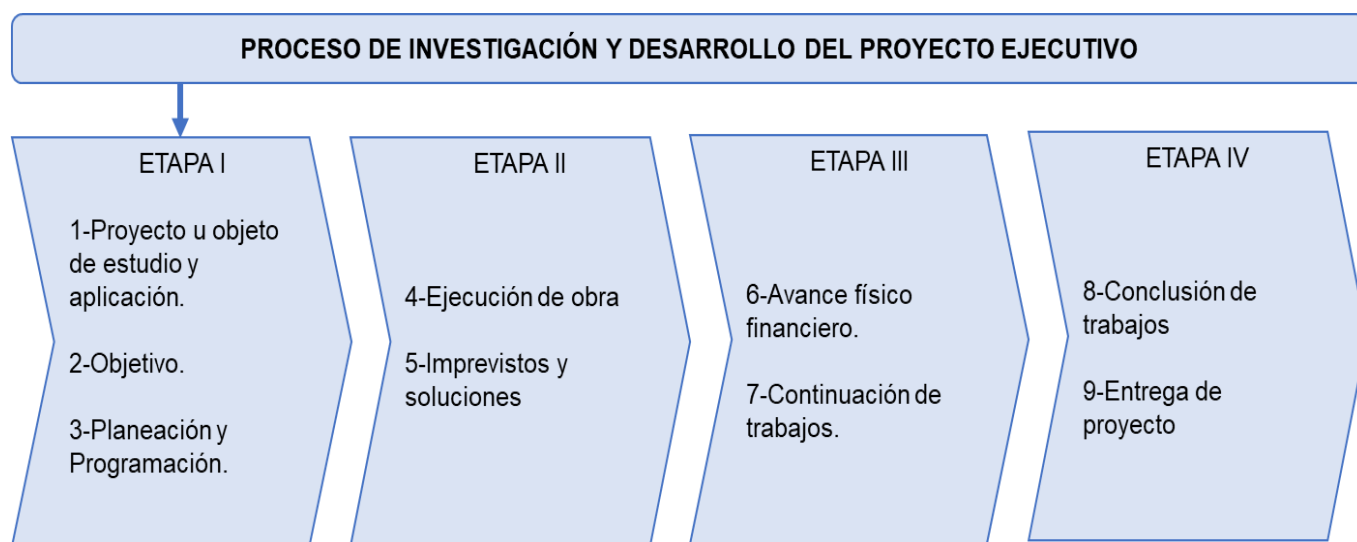 PROCESO DE INVESTIGACIÓN Y DESARROLLO DEL PROYECTO EJECUTIVO
ETAPA I
1-Proyecto u objeto
de estudio y
aplicación.
2-Objetivo.
3-Planeación y
Programación.
ETAPA II
4-Ejecución de obra
5-Imprevistos y
soluciones
ETAPA III
6-Avance físico
financiero.
7-Continuación de
trabajos.
ETAPA IV
8-Conclusión de
trabajos
9-Entrega de
proyecto